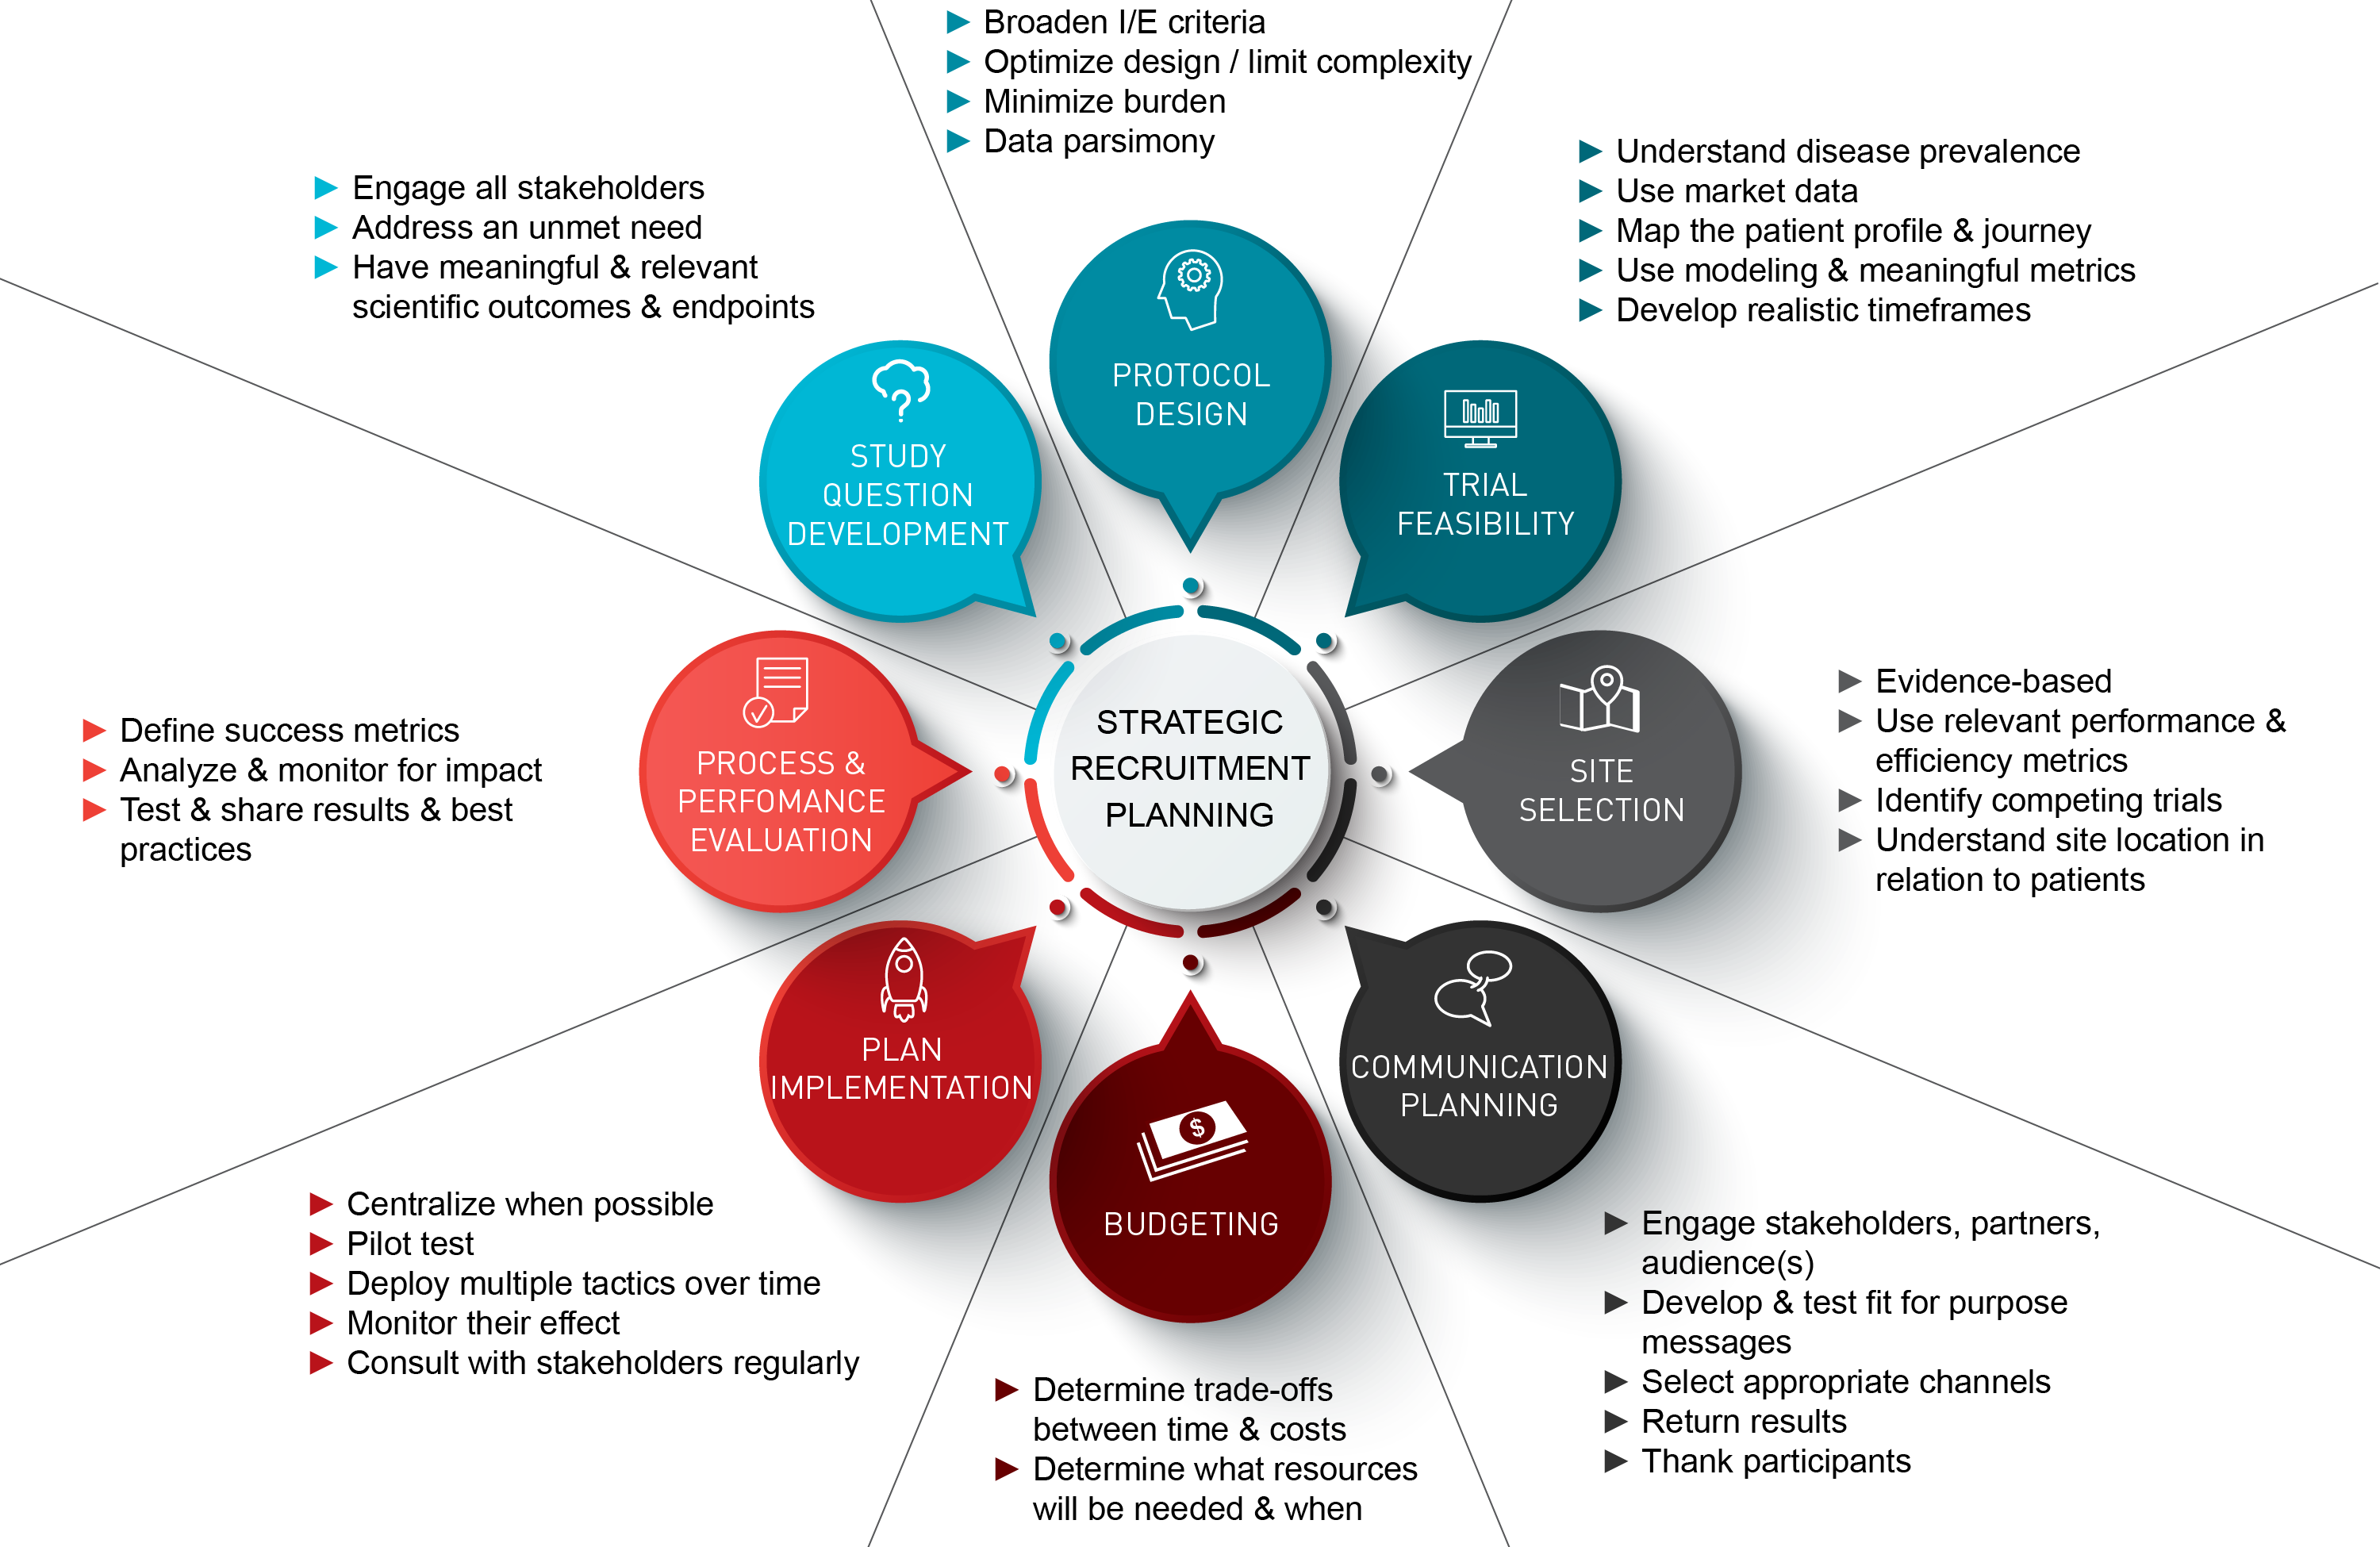 Broaden I/E criteria
Optimize design / limit complexity
Minimize burden
Data parsimony
PROTOCOL
DESIGN
Understand disease prevalence
Use market data
Map the patient profile & journey
Use modeling & meaningful metrics
Develop realistic timeframes
TRIAL
FEASIBILITY
Evidence-based
Use relevant performance &
efficiency metrics
Identify competing trials
Understand site location in
relation to patients
SITE
SELECTION
COMMUNICATION
PLANNING
Engage stakeholders, partners,
audience(s)
Develop & test fit for purpose
messages
Select appropriate channels
Return results
Thank participants
$
BUDGETING
Determine trade-offs
between time & costs
Determine what resources
will be needed & when
PLAN
IMPLEMENTATION
Centralize when possible
Pilot test
Deploy multiple tactics over time
Monitor their effect
Consult with stakeholders regularly
PROCESS &
PERFOMANCE
EVALUATION
Define success metrics
Analyze & monitor for impact
Test & share results & best
practices
Engage all stakeholders
Address an unmet need
Have meaningful & relevant
scientific outcomes & endpoints
?
STUDY
QUESTION
DEVELOPMENT
STRATEGIC
RECRUITMENT
PLANNING